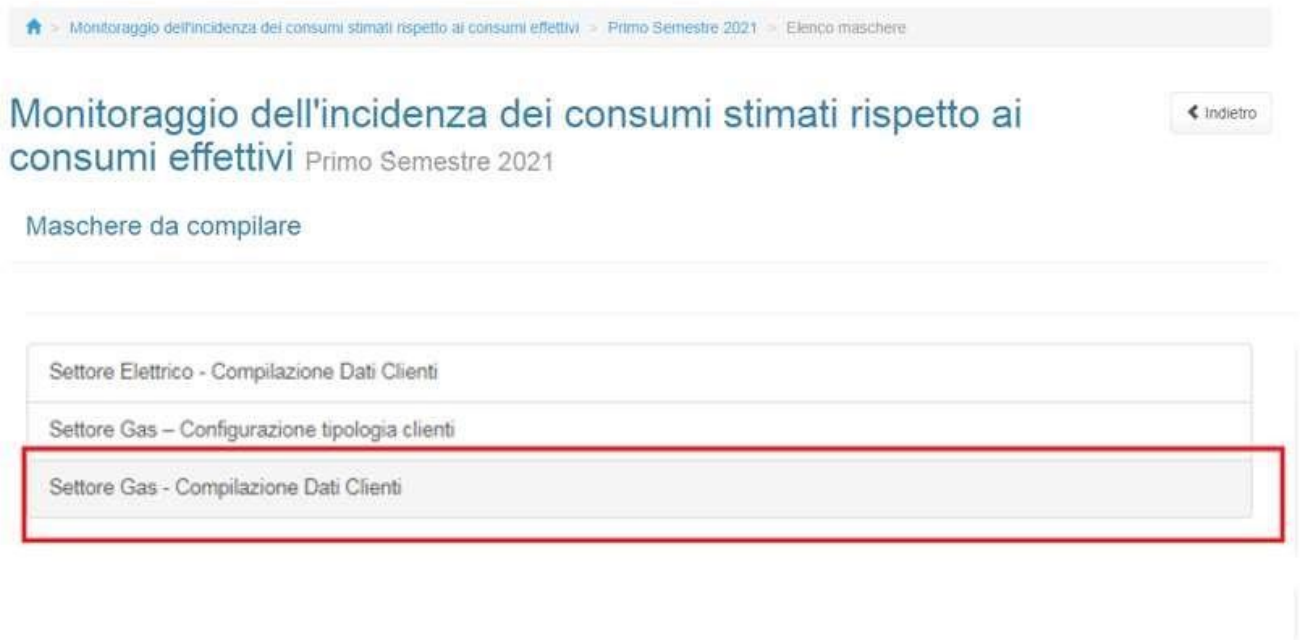 > Monitoraggio dell'incidenza dei consumi stimati rispetto ai consumi effettivi > Primo Semestre 2021 > Elenco maschere
Monitoraggio dell'incidenza dei consumi stimati rispetto ai
consumi effettivi Primo Semestre 2021
Indietro
Maschere da compilare
Settore Elettrico - Compilazione Dati Clienti
Settore Gas – Configurazione tipologia clienti
Settore Gas - Compilazione Dati Clienti